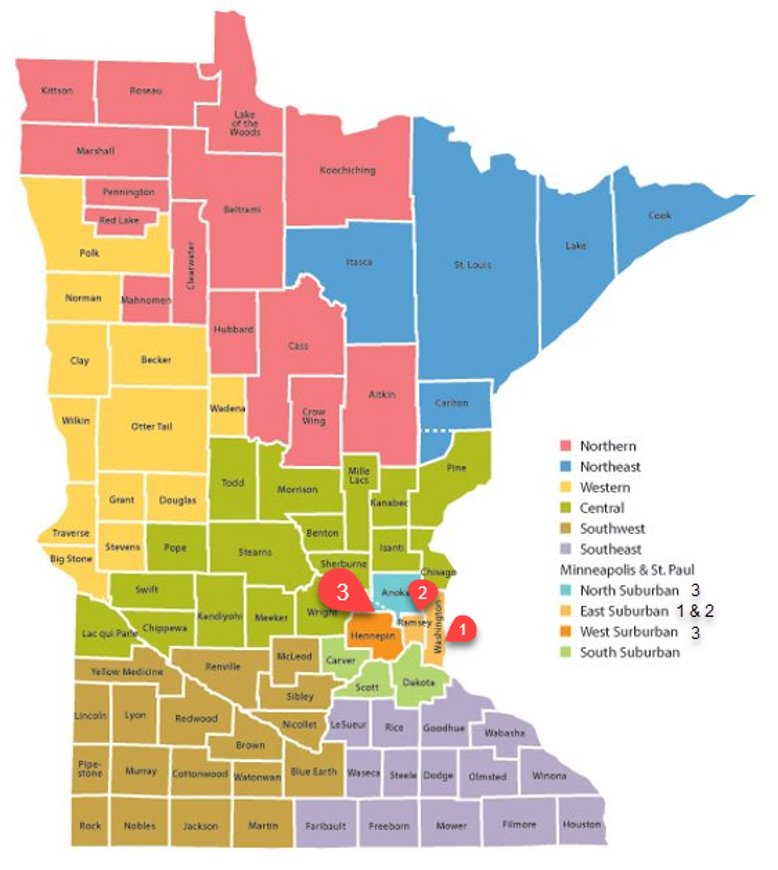 Kittson
Roseau
Lake
of the
Woods
Marshall
Koochiching
Pennington
Beltrami
Red Lake
Cook
Polk
Clearwater
Itasca
St. Louis
Lake
Norman
Mahnomen
Hubbard
Cass
Clay
Becker
Aitkin
Wadena
Carlton
Crow
Wing
Wilkin
Otter Tail
Northern
Northeast
Western
Central
Southwest
Southeast
Minneapolis & St. Paul
North Suburban 3
East Suburban 1 & 2
West Suburban 3
South Suburban
Pine
Mille
Lacs
Todd
Morrison
Grant
Douglas
Kanabec
Traverse
Benton
Stevens
Pope
Stearns
Isanti
Big Stone
Sherburne
Chisago
Swift
3
Anoka
2
Wright
Kandiyohi
Meeker
Ramsey
Washington
1
Lac qui Parle
Chippewa
Hennepin
McLeod
Carver
Yellow Medicine
Renville
Scott
Dakota
Sibley
Lincoln
Lyon
Redwood
Nicollet
LeSueur
Rice
Goodhue
Wabasha
Brown
Pipe-
stone
Murray
Cottonwood
Watonwan
Blue Earth
Waseca
Steele
Dodge
Olmsted
Winona
Rock
Nobles
Jackson
Martin
Faribault
Freeborn
Mower
Fillmore
Houston